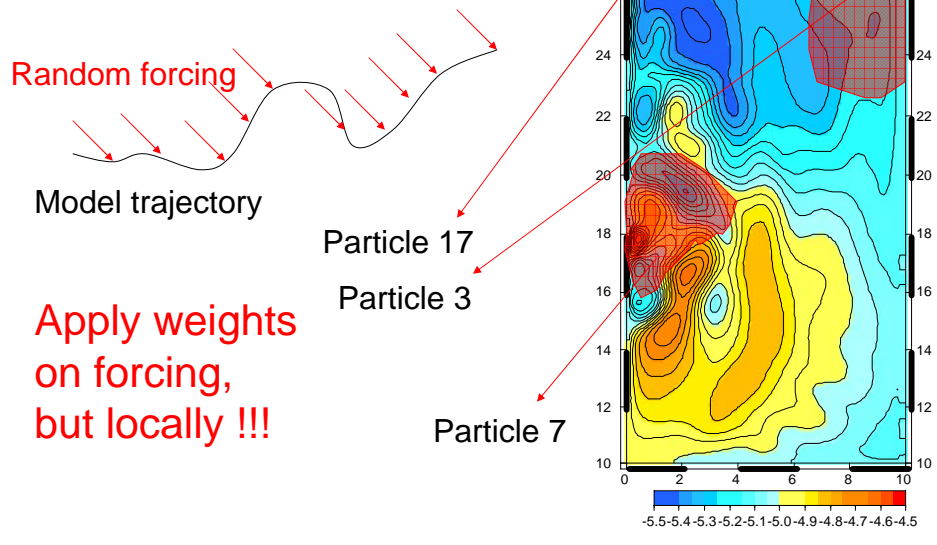 Random forcing
Model trajectory
Particle 17
Particle 3
Apply weights
on forcing,
but locally !!!
Particle 7
24 24
22 22
20 20
18 18
16 16
14 14
12 12
10 10
0 2 4 6 8 10
-5.5 -5.4 -5.3 -5.2 -5.1 -5.0 -4.9 -4.8 -4.7 -4.6 -4.5